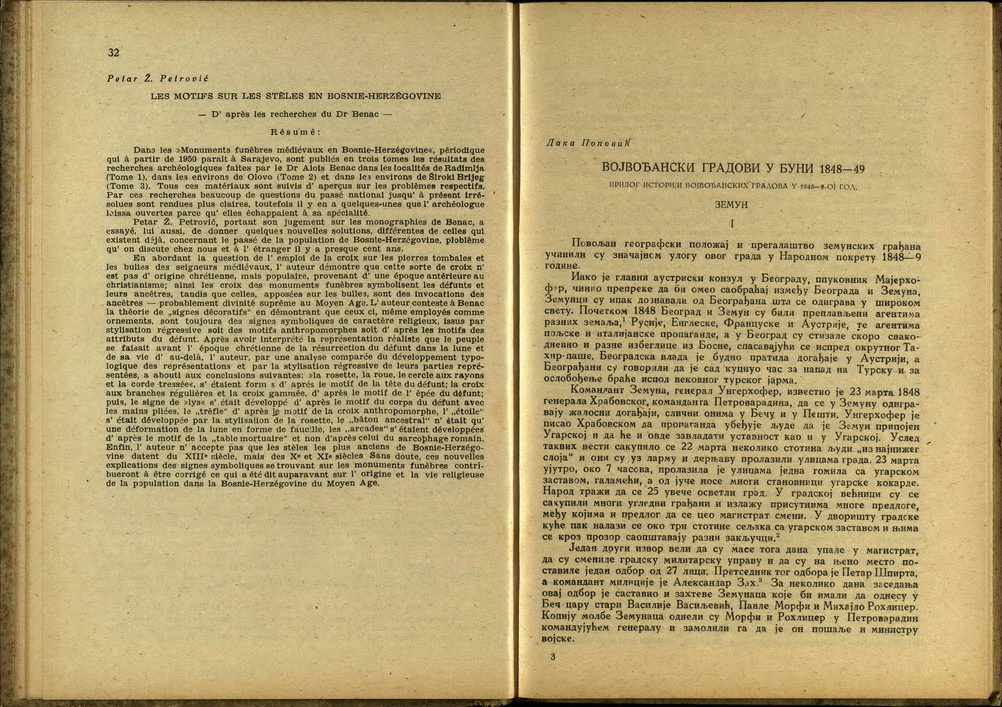 32
Petar Ž. Petrović
LES MOTIFS SUR LES STÈLES EN BOSNIE-HERZÉGOVINE
— D' après les recherches du Dr Benac —
Résumé:
Dans les »Monuments funèbres médiévaux en Bosnie-Herzégovine«, périodique
qui à partir de 1950 parait à Sarajevo, sont publiés en trois tomes les résultats des
recherches archéologiques faites par le Dr Alois Benac dans les localités de Radimlja
(Tome 1), dans les environs de Olovo (Tome 2) et dans les environs de Široki Brijeg
(Tome 3). Tous ces matériaux sont suivis d' aperçus sur les problèmes respectifs.
Par ces recherches beaucoup de questions du passé national jusqu' à présent irré-
solues sont rendues plus claires, toutefois il y en a quelques-unes que l' archéologue
laissa ouvertes parce qu' elles échappaient à sa spécialité.
Petar Ž. Petrović, portant son jugement sur les monographies de Benac, a
essayé, lui aussi, de donner quelques nouvelles solutions, différentes de celles qui
existent déjà, concernant le passé de la population de Bosnie-Herzégovine, ploblème
qu' on discute chez nous et à l' étranger il y a presque cent ans.
En abordant la question de l' emploi de la croix sur les pierres tombales et
les bulles des seigneurs médiévaux, l' auteur démontre que cette sorte de croix n'
est pas d' origine chrétienne, mais populaire, provenant d' une époque antérieure au
christianisme; ainsi les croix des monuments funèbres symbolisent les défunts et
leurs ancêtres, tandis que celles, apposées sur les bulles, sont des invocations des
ancêtres — probablement divinité suprême au Moyen Age. L' auteur conteste à Benac
la théorie de „signes décoratifs" en démontrant que ceux ci, même employés comme
ornements, sont toujours des signes symboliques de caractère religieux, issus par
stylisation régressive soit des motifs anthropomorphes soit d' après les motifs des
attributs du défunt. Après avoir interprété la représentation réaliste que le peuple
se faisait avant l' époque chrétienne de la résurrection du défunt dans la lune et
de sa vie d' au-delà, l' auteur, par une analyse comparée du développement typo-
logique des représentations et par la stylisation régressive de leurs parties repré-
sentées, a abouti aux conclusions suivantes: »la rosette, la roue, le cercle aux rayons
et la corde tressée«, s' étaient form s d' après le motif de la tête du défunt; la croix
aux branches régulières et la croix gammée, d' après le motif de l' épée du défunt;
puis, le signe de »lys« s' était développé d' après le motif du corps du défunt avec
les mains pliées, le „trèfle" d' après le motif de la croix anthropomorphe, l' „étoile"
s' était développée par la stylisation de la rosette, le „bâton ancestral" n' était qu'
une déformation de la lune en forme de faucille, les „arcades" s'étaient développées
d' après le motif de la „table mortuaire" et non d'après celui du sarcophage romain.
Enfin, l' auteur n' accepte pas que les stèles les plus anciens de Bosnie-Herzégo-
vine datent du XIIIe siècle, mais des Xe et XIe siècles Sans doute, ces nouvelles
explications des signes symboliques se trouvant sur les monuments funèbres contri-
bueront à être corrigé ce qui a été dit auparavant sur l' origine et la vie religieuse
de la population dans la Bosnie-Herzégovine du Moyen Age.
Дака Поповић
ВОЈВОЂАНСКИ ГРАДОВИ У БУНИ 1848—49
ПРИЛОГ ИСТОРИЈИ ВОЈВОЂАНСКИХ ГРАДОВА У 1848—9-ОЈ ГОД.
ЗЕМУН
I
Повољан географски положај и прегалаштво земунских грађана
учинили су значајном улогу овог града у Народном покрету 1848—9
године.
Иако је главни аустриски конзул у Београду, ппуковник Мајерхо-
фер, чинио препреке да би омео саобраћај између Београда и Земуна,
Земунци су ипак дознавали од Београђана шта се одиграва у широком
свету. Почетком 1848 Београд и Земун су били преплављени агентима
разних земаља,¹ Русије, Енглеске, Француске и Аустрије, те агентима
пољске и италијанске пропаганде, а у Београд су стизале скоро свако-
дневно и разне избеглице из Босне, спасавајући се испред окрутног Та-
хир-паше, Београдска влада је будно пратила догађаје у Аустрији, а
Београђани су говорили да је сад куцнуо час за напад на Турску и за
ослобођење браће испод вековног турског јарма.
Командант Земуна, генерал Унгерхофер, известио је 23 марта 1848
генерала Храбовског, команданта Петроварадина, да се у Земуну одигра-
вају жалосни догађаји, слични онима у Бечу и у Пешти. Унгерхофер је
писао Храбовском да пропаганда убеђује људе да је Земун припојен
Угарској и да ће и овде завладати уставност као и у Угарској. Услед
таквих вести сакупило се 22 марта неколико стотина људи „из најнижег
слоја" и они су уз ларму и дерњаву пролазили улицама града. 23 марта
ујутро, око 7 часова, пролазила је улицама једна гомила са угарском
заставом, галамећи, а од јуче носе многи становници угарске кокарде.
Народ тражи да се 25 увече осветли град. У градској већници су се
сакупили многи угледни грађани и излажу присутнима многе предлоге,
међу којима и предлог да се цео магистрат смени. У дворишту градске
куће пак налази се око три стотине сељака са угарском заставом и њима
се кроз прозор саопштавају разни закључци.²
Један други извор вели да су масе тога дана упале у магистрат,
да су смениле градску милитарску управу и да су на њено место по-
ставиле један одбор од 27 лица. Претседник тог одбора је Петар Шпирта,
а командант милиције је Александар Зах.³ За неколико дана заседања
овај одбор је саставио и захтеве Земунаца које би имали да однесу у
Беч цару стари Василије Васиљевић, Павле Морфи и Михајло Рохлицер.
Копију молбе Земунаца однели су Морфи и Рохлицер у Петроварадин
командујућем генералу и замолили га да је он пошаље и министру
војске.
3